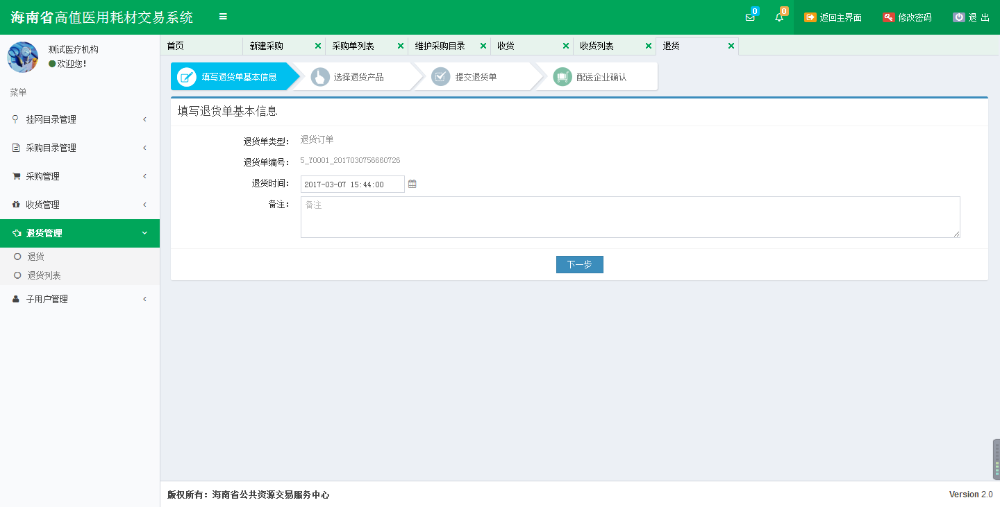 海南省高值医用耗材交易系统
0
0
返回主界面
修改密码
退 出
测试医疗机构
欢迎您!
菜单
挂网目录管理
采购目录管理
采购管理
收货管理
退货管理
退货
退货列表
子用户管理
首页
新建采购
采购单列表
维护采购目录
收货
收货列表
退货
填写退货单基本信息
选择退货产品
提交退货单
配送企业确认
填写退货单基本信息
退货单类型: 退货订单
退货单编号: 5_Y0001_2017030756660726
退货时间: 2017-03-07 15:44:00
备注: 备注
下一步
版权所有: 海南省公共资源交易服务中心
Version 2.0